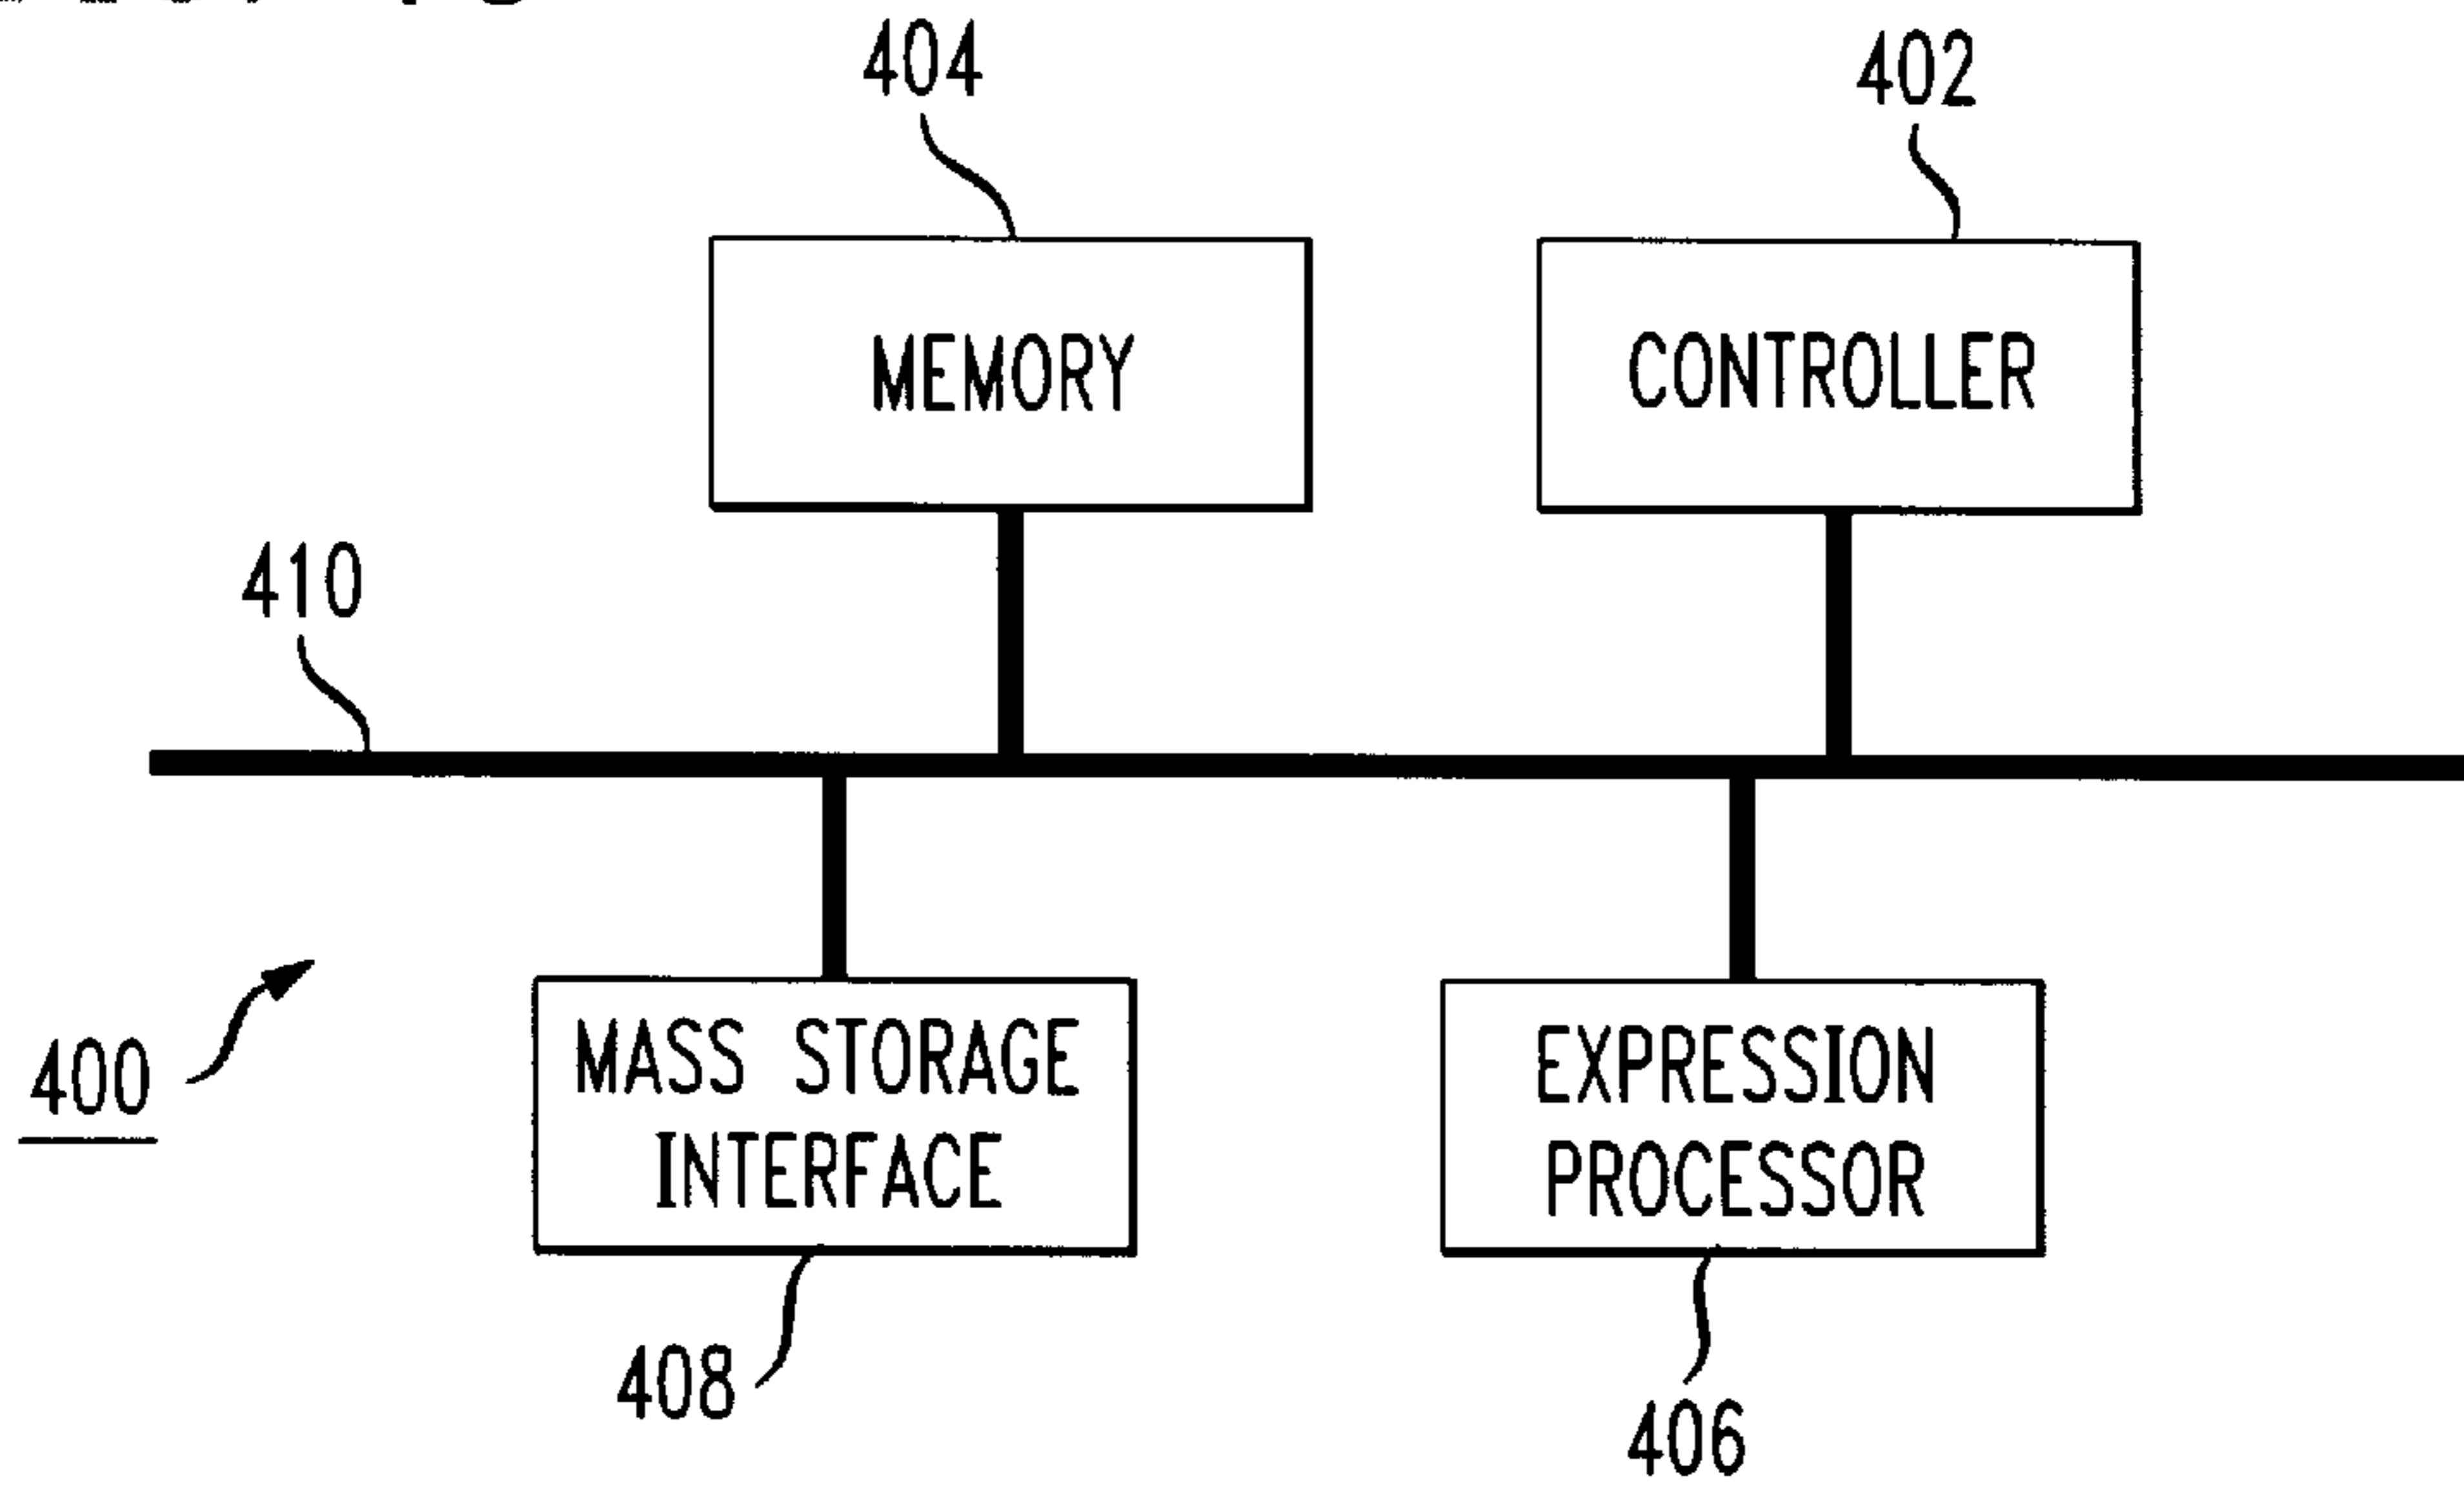 404
402
MEMORY
CONTROLLER
410
MASS STORAGE
INTERFACE
EXPRESSION
PROCESSOR
400
408
406